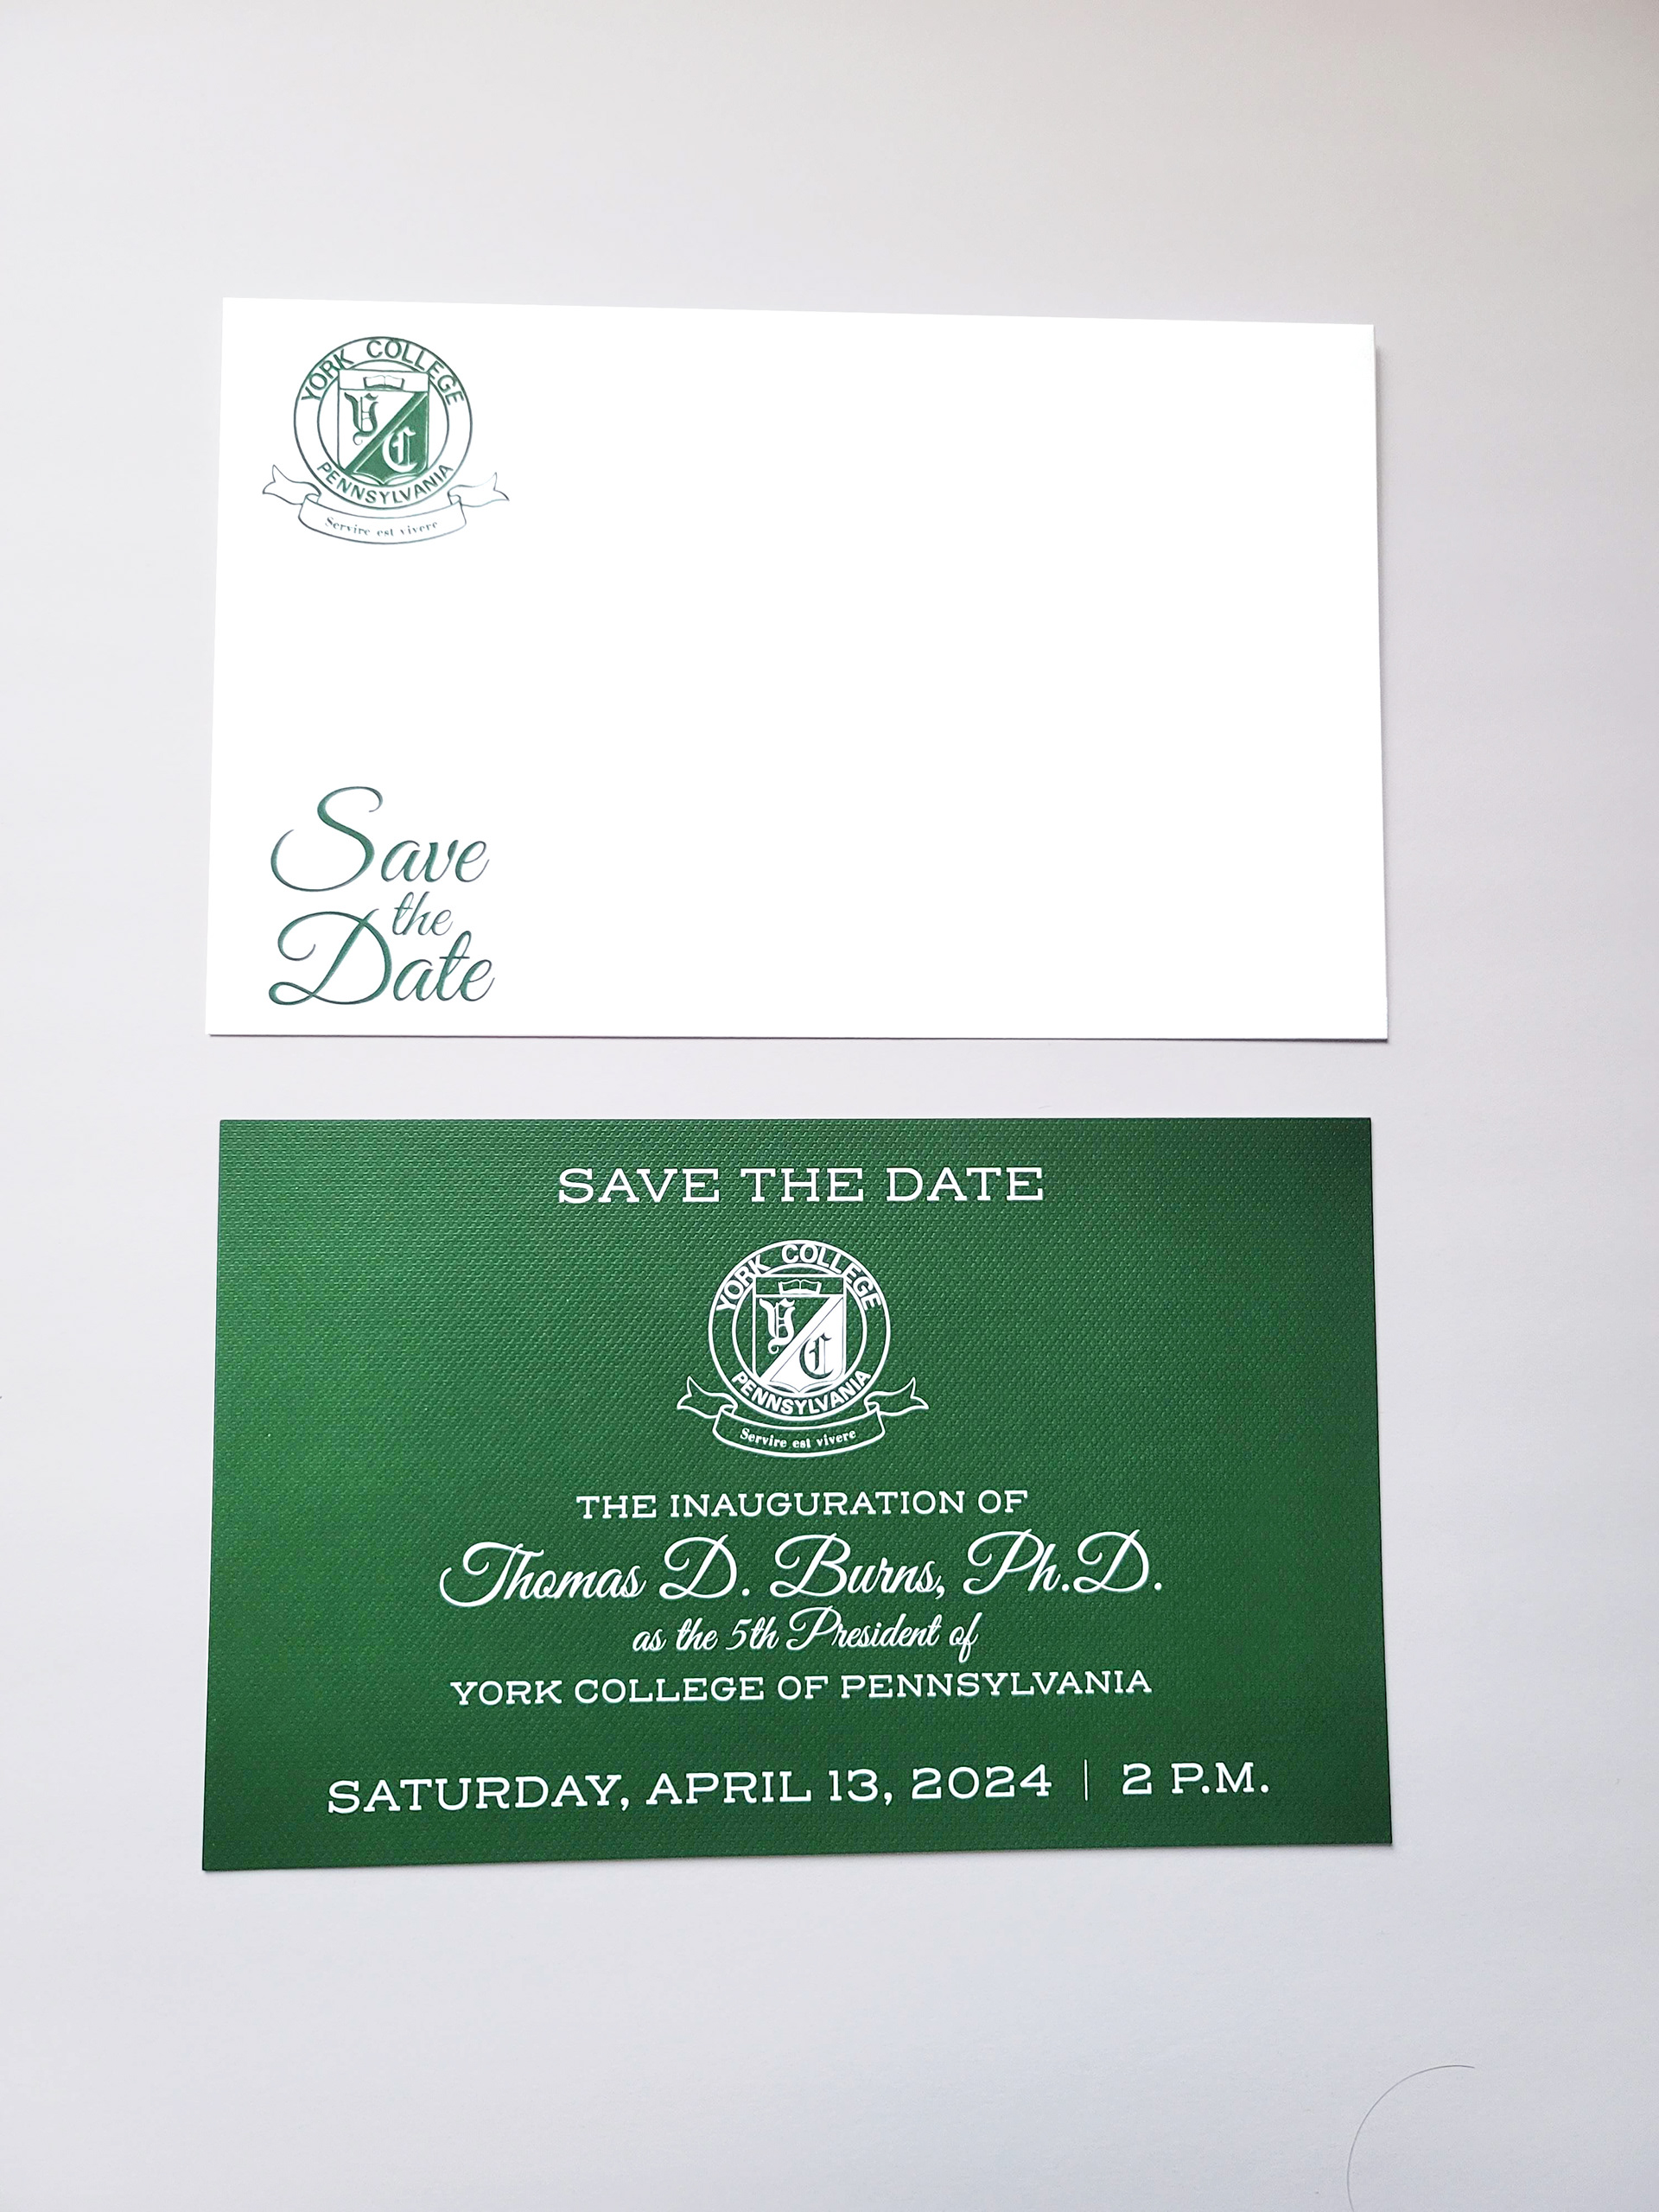 YORK COLLEGE
Y
C
PENNSYLVANIA
Servire est vivere
Save
the
Date
SAVE THE DATE
YORK COLLEGE
Y
C
PENNSYLVANIA
Servire est vivere
THE INAUGURATION OF
Thomas D. Burns, Ph.D.
as the 5th President of
YORK COLLEGE OF PENNSYLVANIA
SATURDAY, APRIL 13, 2024 | 2 P.M.